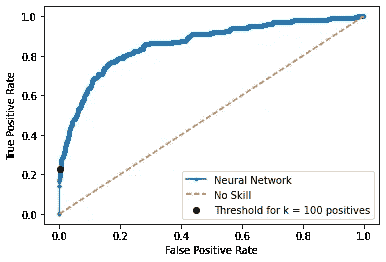 1.0
0.8
0.6
0.4
0.2
0.0
True Positive Rate
Neural Network
No Skill
Threshold for k = 100 positives
0.0 0.2 0.4 0.6 0.8 1.0
False Positive Rate